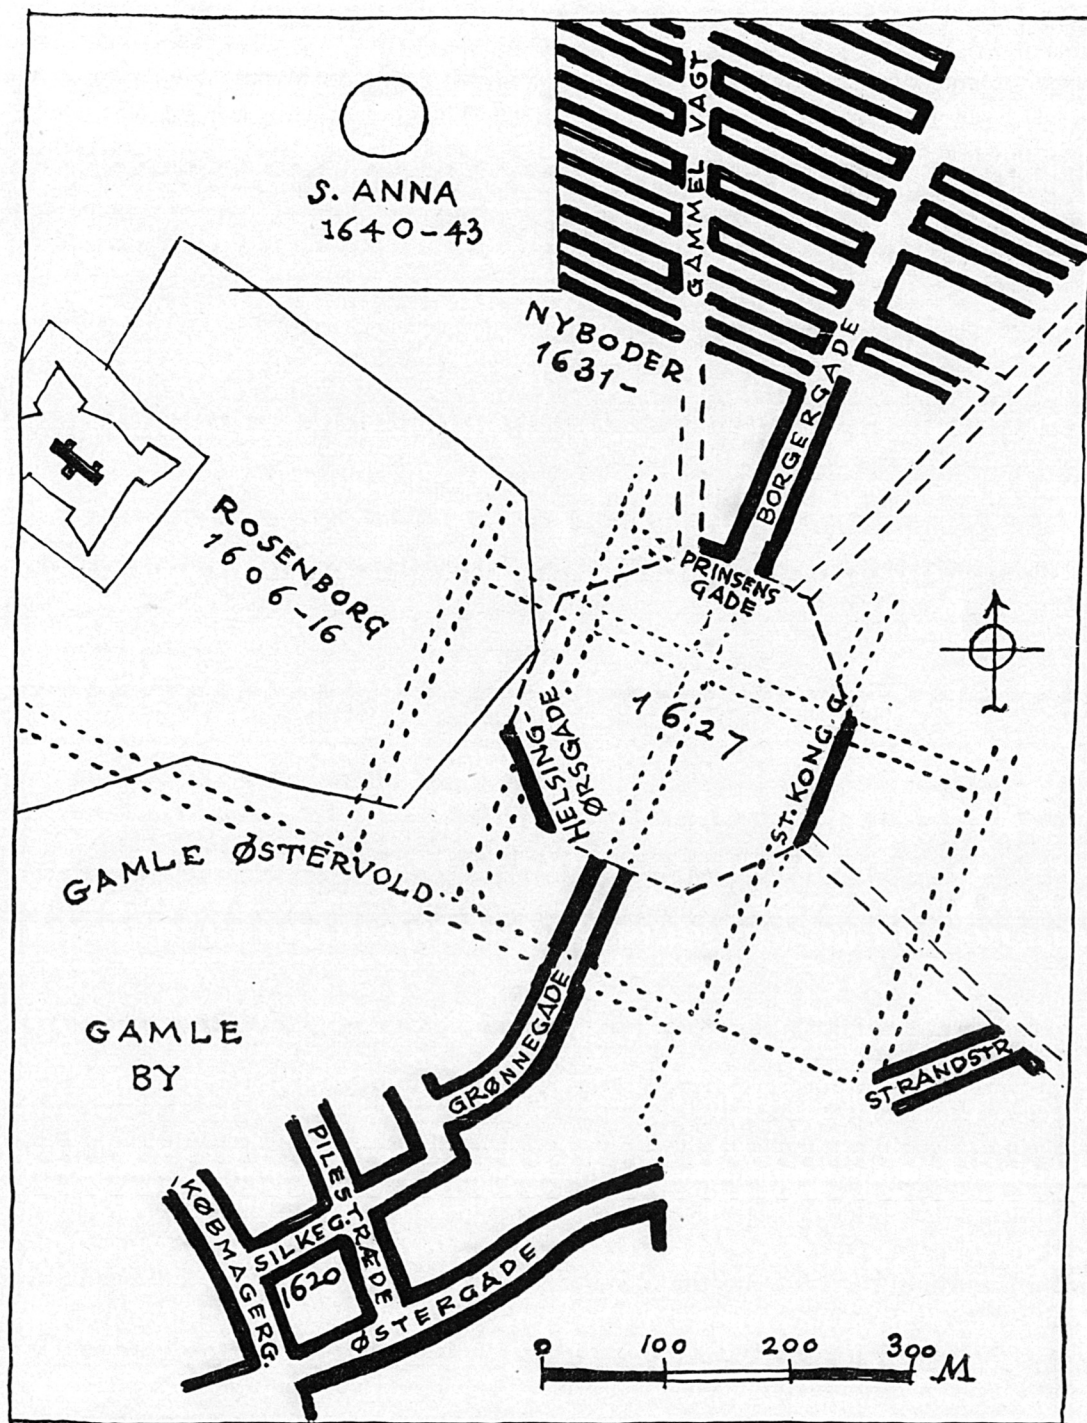 S. ANNA
1640-43
GAMMEL VAGT
NYBODER
1631-
BORGERGADE
ROSENBORG
1606-16
PRINSENS
GADE
HELSING-
ØRSGADE
1627
ST. KONG. G.
GAMLE ØSTERVOLD
GAMLE
BY
GRØNNEGADE
STRANDSTR.
PILESTRÆDE
KØBMAGERG.
SILKEG.
1620
ØSTERGADE
0 100 200 300 M